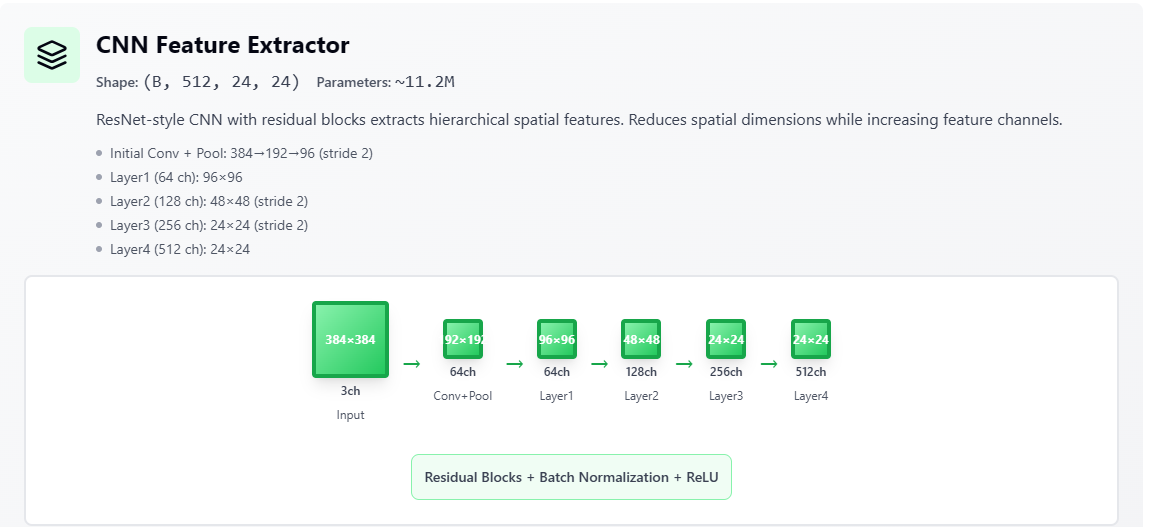 CNN Feature Extractor
Shape: (B, 512, 24, 24) Parameters: ~11.2M
ResNet-style CNN with residual blocks extracts hierarchical spatial features. Reduces spatial dimensions while increasing feature channels.
Initial Conv + Pool: 384→192→96 (stride 2)
Layer1 (64 ch): 96×96
Layer2 (128 ch): 48×48 (stride 2)
Layer3 (256 ch): 24×24 (stride 2)
Layer4 (512 ch): 24×24
384×384 → 92×192 → 96×96 → 48×48 → 24×24 → 24×24
3ch 64ch 64ch 128ch 256ch 512ch
Input Conv+Pool Layer1 Layer2 Layer3 Layer4
Residual Blocks + Batch Normalization + ReLU